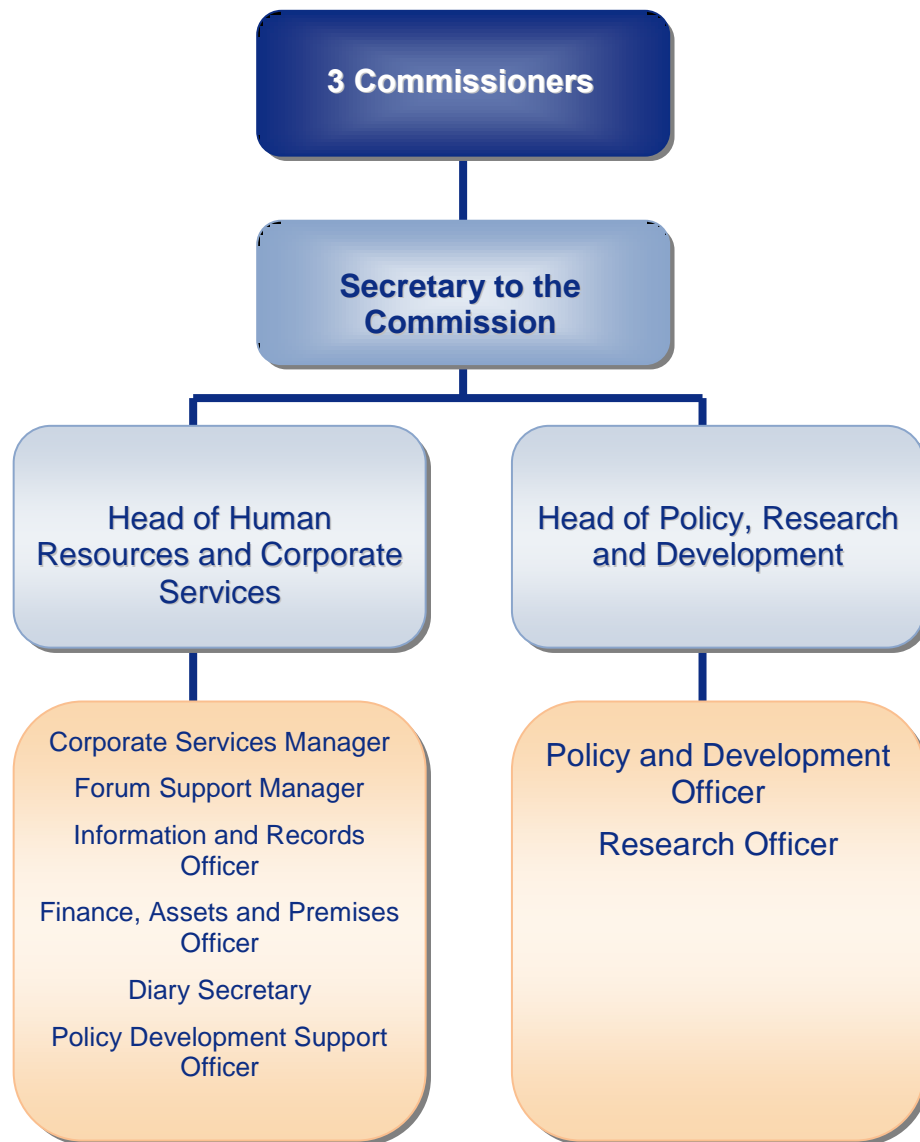 3 Commissioners
Secretary to the
Commission
Head of Human
Resources and Corporate
Services
Head of Policy, Research
and Development
Corporate Services Manager
Forum Support Manager
Information and Records
Officer
Finance, Assets and Premises
Officer
Diary Secretary
Policy Development Support
Officer
Policy and Development
Officer
Research Officer